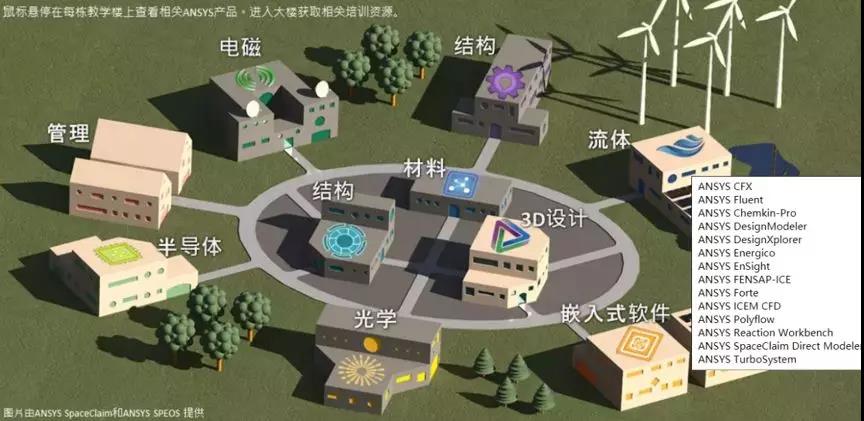 鼠标悬停在每栋教学楼上查看相关ANSYS产品。进入大楼获取相关培训资源。
电磁
结构
管理
流体
材料
结构
3D设计
半导体
光学
嵌入式软件
ANSYS CFX
ANSYS Fluent
ANSYS Chemkin-Pro
ANSYS DesignModeler
ANSYS DesignXplorer
ANSYS Energico
ANSYS EnSight
ANSYS FENSAP-ICE
ANSYS Forte
ANSYS ICEM CFD
ANSYS Polyflow
ANSYS Reaction Workbench
ANSYS SpaceClaim Direct Modele
ANSYS TurboSystem
图片由ANSYS SpaceClaim和ANSYS SPEOS 提供